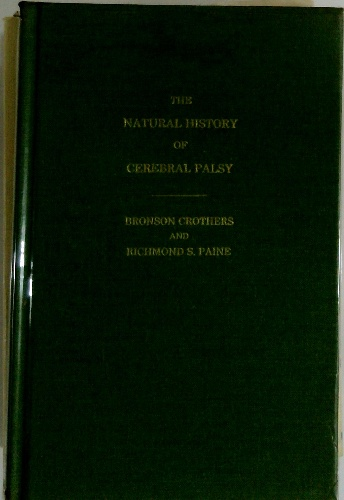 THE
NATURAL HISTORY
OF
CEREBRAL PALSY
BRONSON CROTHERS
AND
RICHMOND S. PAINE